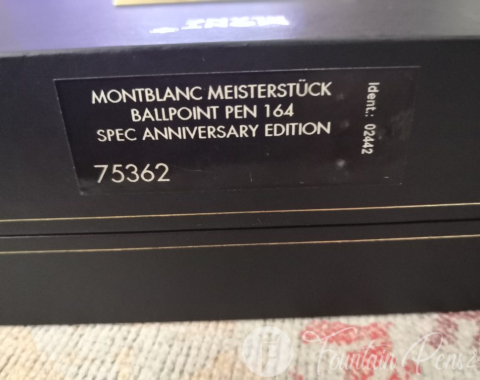 MONTBLANC MEISTERSTÜCK
BALLPOINT PEN 164
SPEC ANNIVERSARY EDITION
75362
Ident.: 02442
Fountain Pens